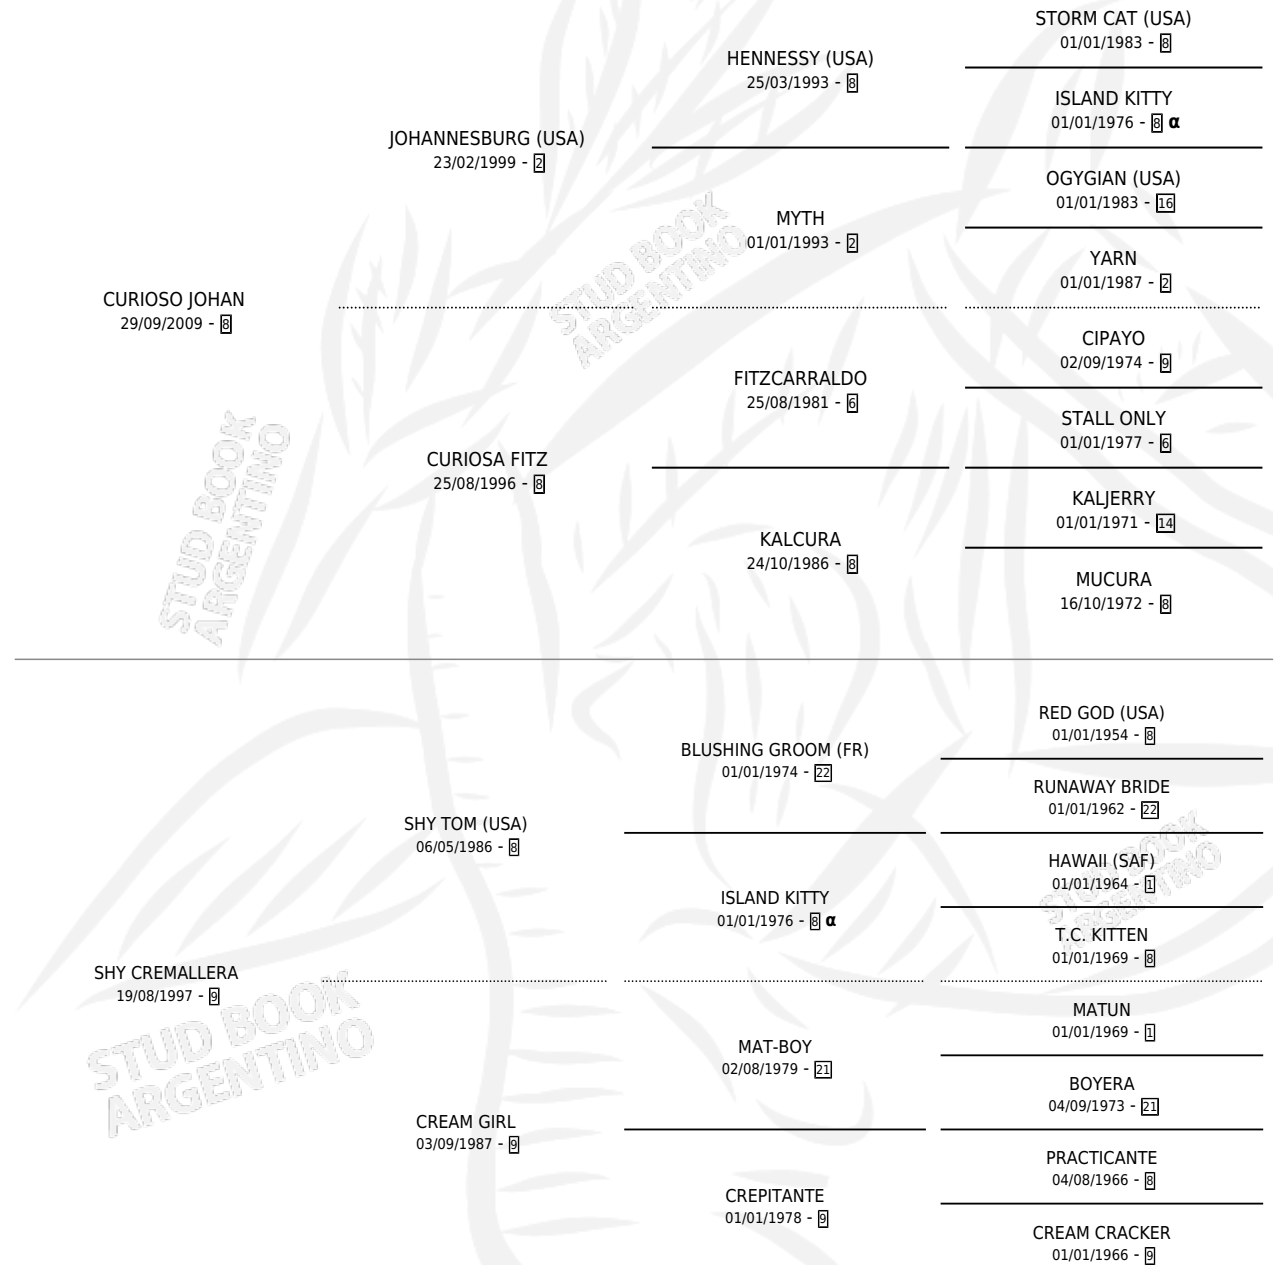 STORM CAT (USA)
01/01/1983 - 8
HENNESSY (USA)
25/03/1993 - 8
ISLAND KITTY
01/01/1976 - 8 α
JOHANNESBURG (USA)
23/02/1999 - 2
OGYGIAN (USA)
01/01/1983 - 16
MYTH
01/01/1993 - 2
YARN
01/01/1987 - 2
CURIOSO JOHAN
29/09/2009 - 8
CIPAYO
02/09/1974 - 9
FITZCARRALDO
25/08/1981 - 6
STALL ONLY
01/01/1977 - 6
CURIOSA FITZ
25/08/1996 - 8
KALJERRY
01/01/1971 - 14
KALCURA
24/10/1986 - 8
MUCURA
16/10/1972 - 8
RED GOD (USA)
01/01/1954 - 8
BLUSHING GROOM (FR)
01/01/1974 - 22
RUNAWAY BRIDE
01/01/1962 - 22
SHY TOM (USA)
06/05/1986 - 8
HAWAII (SAF)
01/01/1964 - 1
ISLAND KITTY
01/01/1976 - 8 α
T.C. KITTEN
01/01/1969 - 8
SHY CREMALLERA
19/08/1997 - 9
MATUN
01/01/1969 - 1
MAT-BOY
02/08/1979 - 21
BOYERA
04/09/1973 - 21
CREAM GIRL
03/09/1987 - 9
PRACTICANTE
04/08/1966 - 8
CREPITANTE
01/01/1978 - 9
CREAM CRACKER
01/01/1966 - 9
STUD BOOK
ARGENTINO
STUD BOOK
ARGENTINO
STUD BOOK
ARGENTINO
STUD BOOK
ARGENTINO